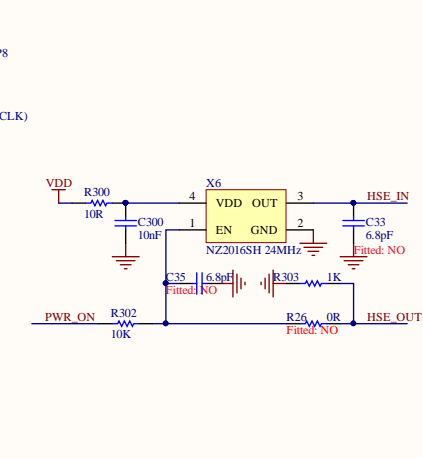 P8
CLK)
VDD
R300
10R
C300
10nF
X6
4
VDD OUT
3
1
EN GND
2
NZ2016SH 24MHz
HSE_IN
C33
6.8pF
Fitted: NO
C35 6.8pF
Fitted: NO
R303 1K
PWR_ON
R302
10K
R26 0R
Fitted: NO
HSE_OUT